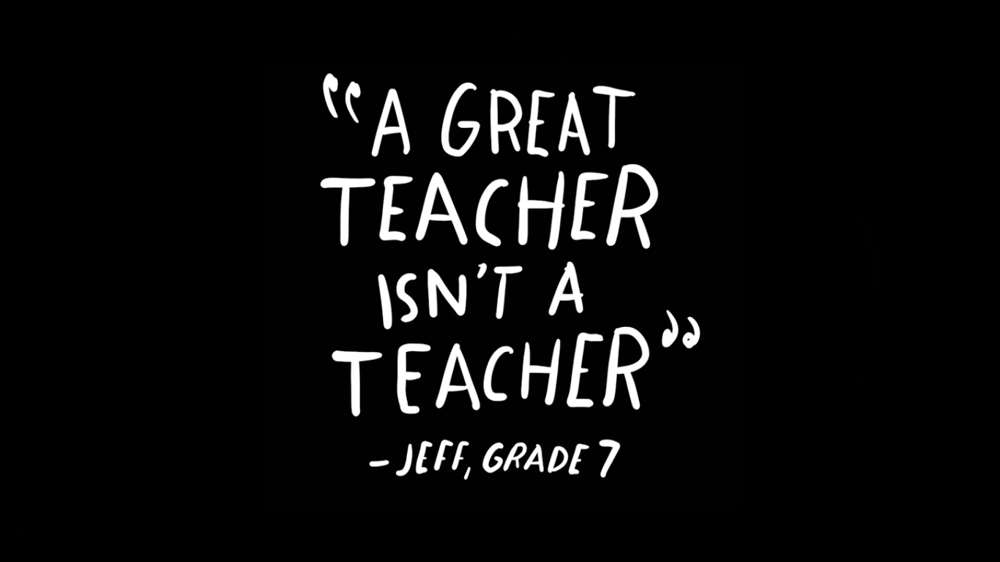 “A GREAT
TEACHER
ISN’T A
TEACHER”
– JEFF, GRADE 7